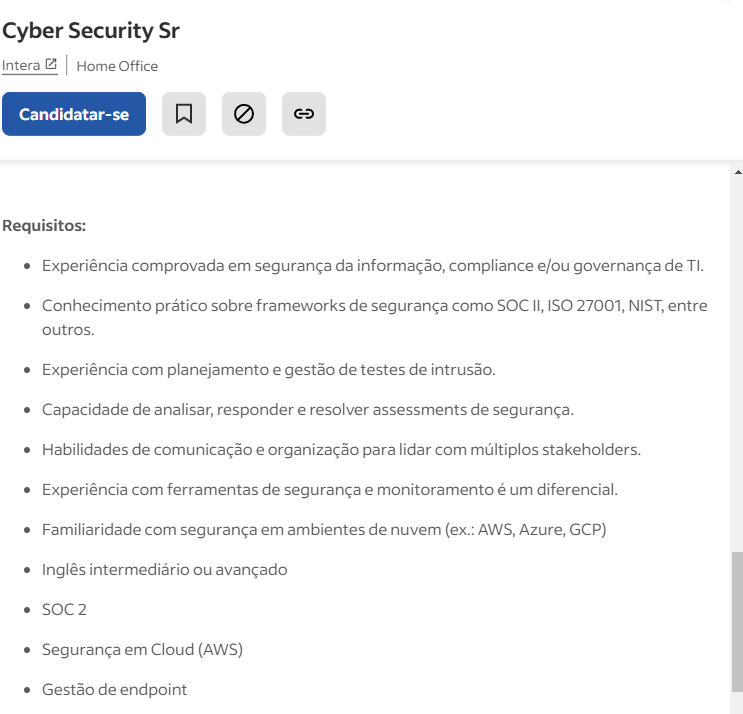 Cyber Security Sr
Intera | Home Office
Candidatar-se
Requisitos:
• Experiência comprovada em segurança da informação, compliance e/ou governança de TI.
• Conhecimento prático sobre frameworks de segurança como SOC II, ISO 27001, NIST, entre
outros.
• Experiência com planejamento e gestão de testes de intrusão.
• Capacidade de analisar, responder e resolver assessments de segurança.
• Habilidades de comunicação e organização para lidar com múltiplos stakeholders.
• Experiência com ferramentas de segurança e monitoramento é um diferencial.
• Familiaridade com segurança em ambientes de nuvem (ex.: AWS, Azure, GCP)
• Inglês intermediário ou avançado
• SOC 2
• Segurança em Cloud (AWS)
• Gestão de endpoint